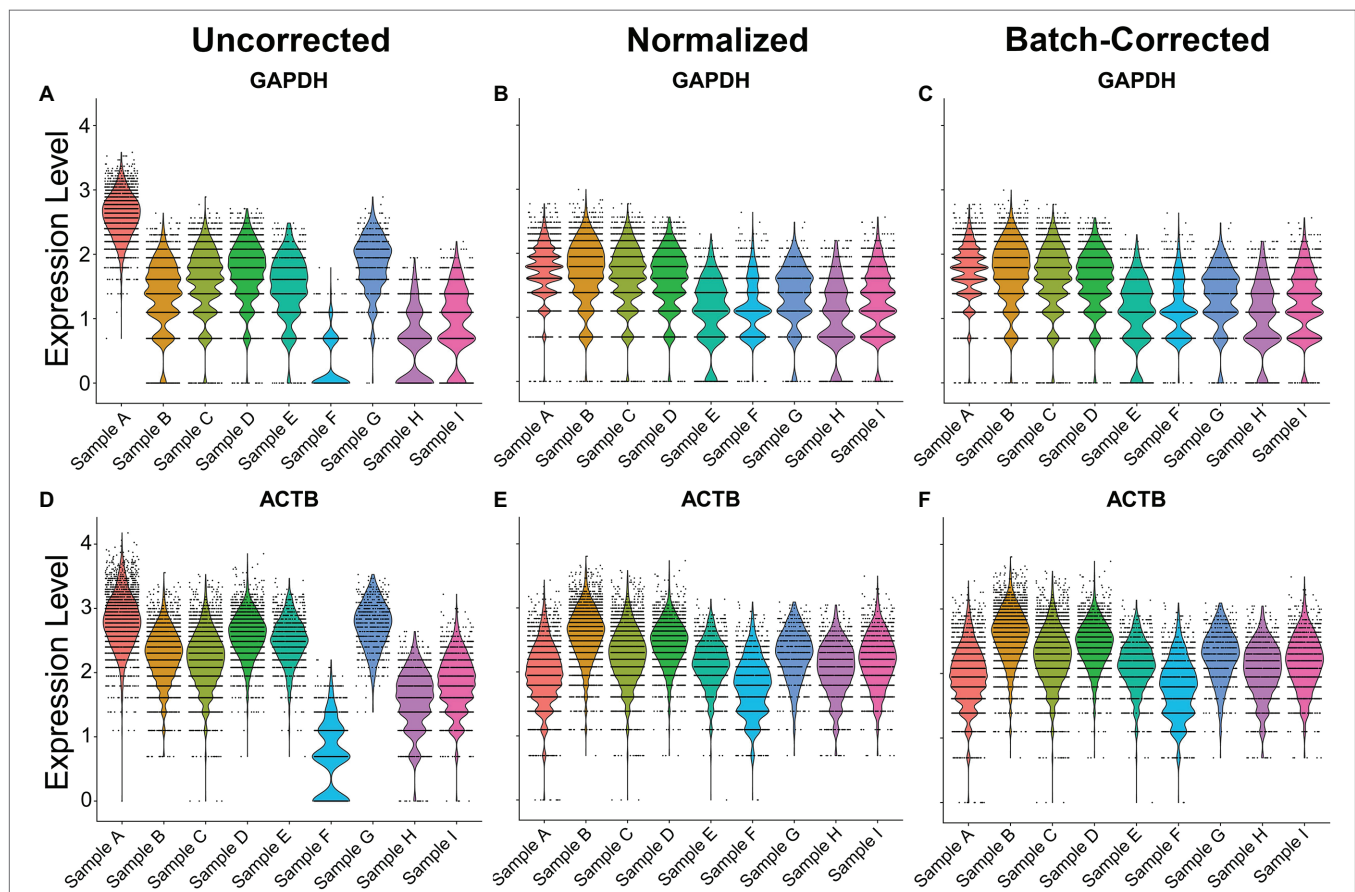 Uncorrected
Normalized
Batch-Corrected
A
GAPDH
B
GAPDH
C
GAPDH
Expression Level
4
3
2
1
0
Sample A
Sample B
Sample C
Sample D
Sample E
Sample F
Sample G
Sample H
Sample I
Sample A
Sample B
Sample C
Sample D
Sample E
Sample F
Sample G
Sample H
Sample I
Sample A
Sample B
Sample C
Sample D
Sample E
Sample F
Sample G
Sample H
Sample I
D
ACTB
E
ACTB
F
ACTB
Expression Level
4
3
2
1
0
Sample A
Sample B
Sample C
Sample D
Sample E
Sample F
Sample G
Sample H
Sample I
Sample A
Sample B
Sample C
Sample D
Sample E
Sample F
Sample G
Sample H
Sample I
Sample A
Sample B
Sample C
Sample D
Sample E
Sample F
Sample G
Sample H
Sample I